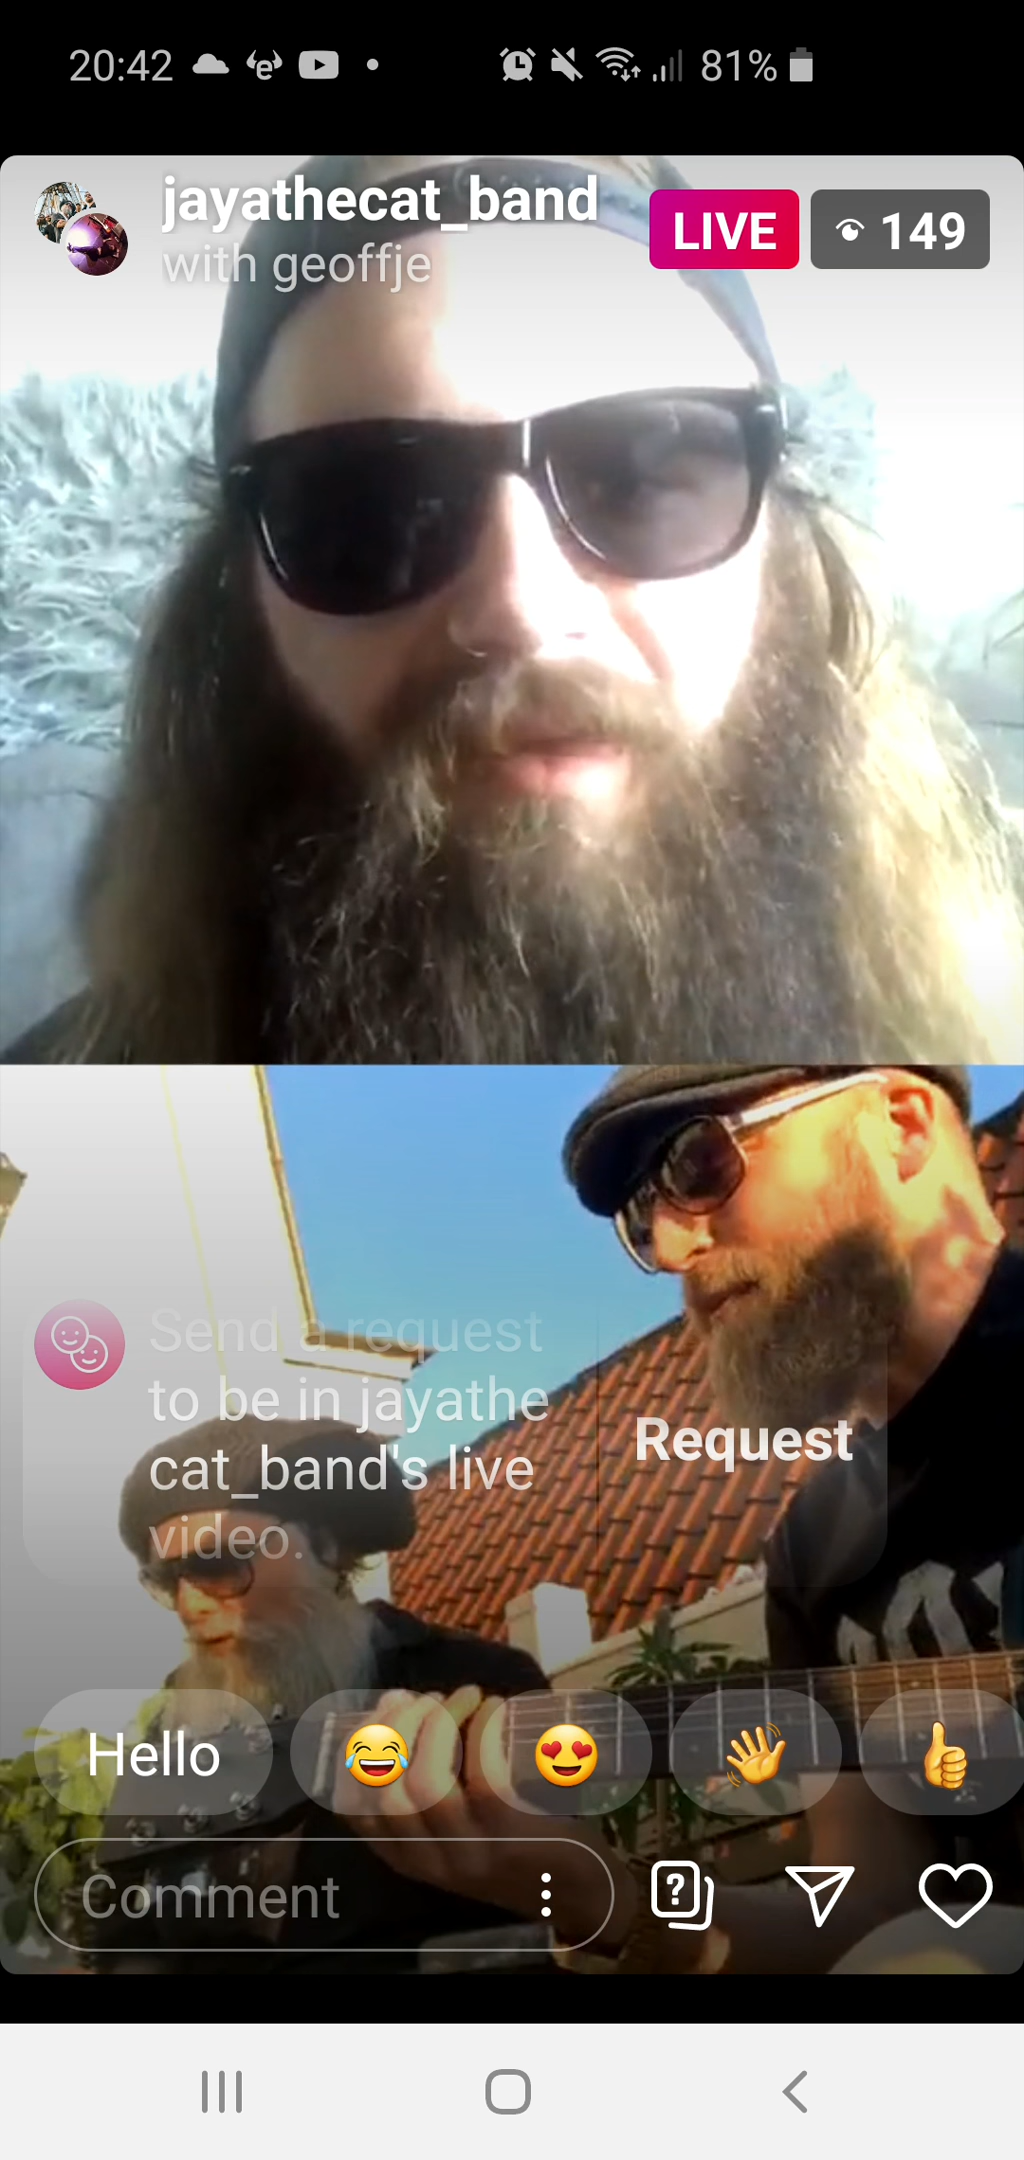 20:42
81%
jayathecat_band
with geoffje
LIVE
149
Send a request
to be in jayathe
cat_band's live
video.
Request
Hello
Comment